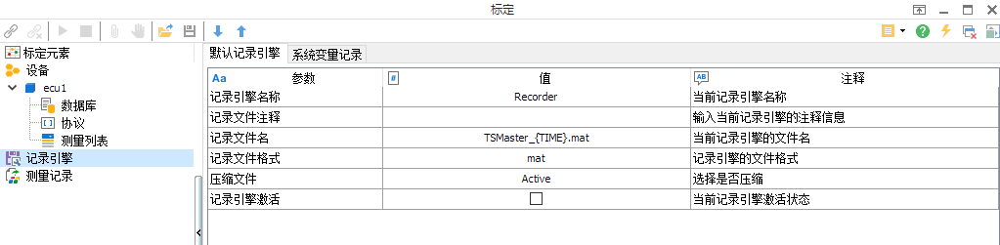 标定
标定元素
设备
ecu1
数据库
协议
测量列表
记录引擎
测量记录
默认记录引擎 系统变量记录
Aa 参数 # 值 AB 注释
记录引擎名称 Recorder 当前记录引擎名称
记录文件注释 输入当前记录引擎的注释信息
记录文件名 TSMaster_{TIME}.mat 当前记录引擎的文件名
记录文件格式 mat 记录引擎的文件格式
压缩文件 Active 选择是否压缩
记录引擎激活 当前记录引擎激活状态